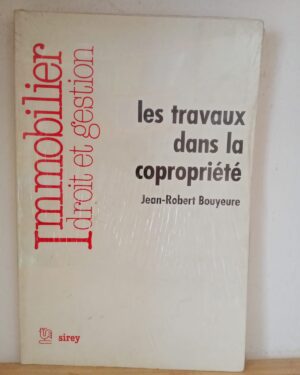 Immobilier
droit et gestion
les travaux
dans la
copropriété
Jean-Robert Bouyeure
sirey